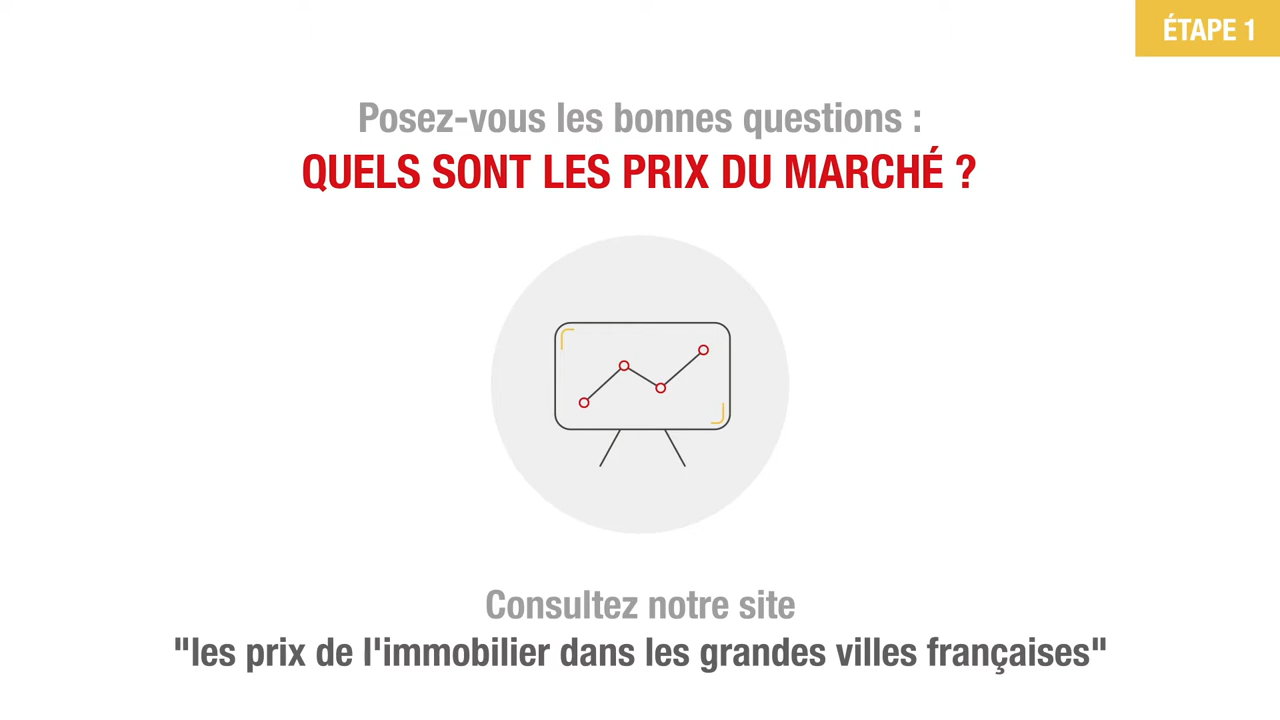 ÉTAPE 1
Posez-vous les bonnes questions :
QUELS SONT LES PRIX DU MARCHÉ ?
Consultez notre site
"les prix de l'immobilier dans les grandes villes françaises"